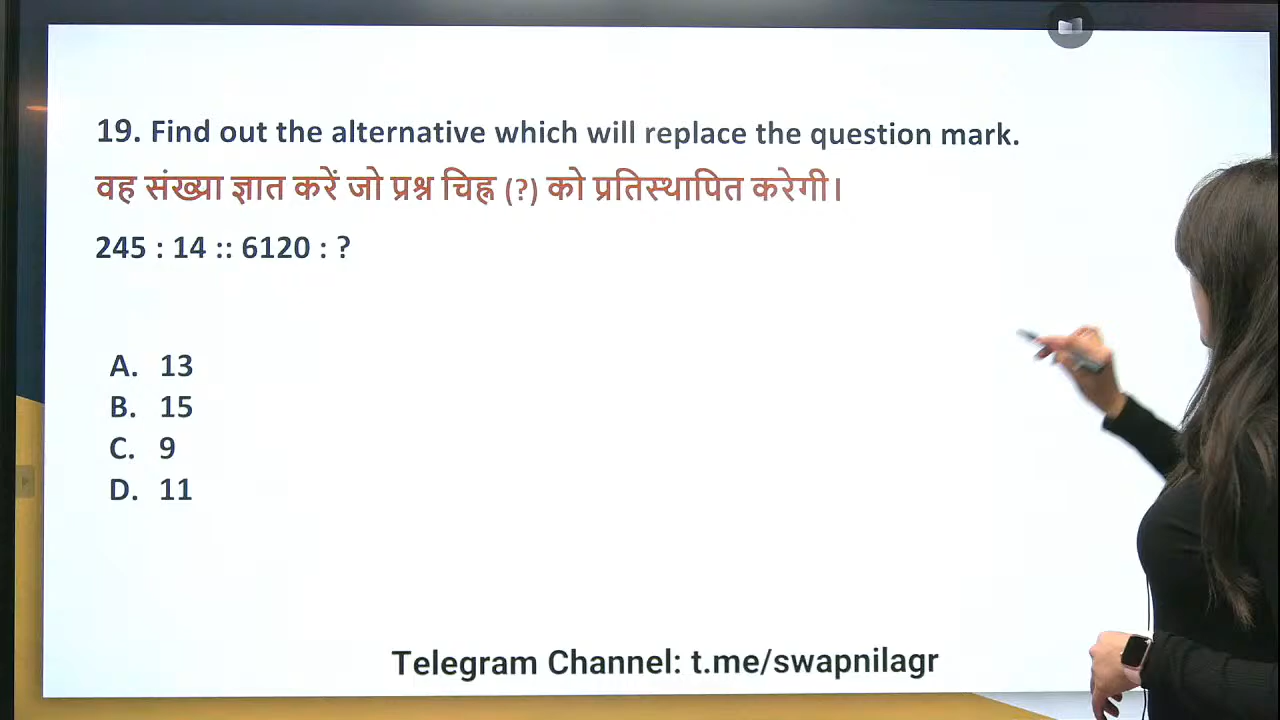 19. Find out the alternative which will replace the question mark.
वह संख्या ज्ञात करें जो प्रश्न चिह्न (?) को प्रतिस्थापित करेगी।
245 : 14 :: 6120 : ?
A. 13
B. 15
C. 9
D. 11
Telegram Channel: t.me/swapnilagr